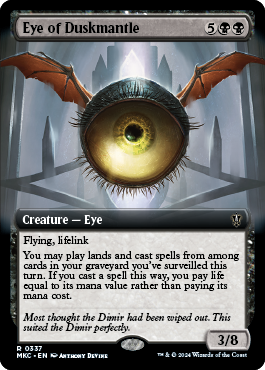 Eye of Duskmantle 5
Creature — Eye
Flying, lifelink
You may play lands and cast spells from among
cards in your graveyard you've surveilled this
turn. If you cast a spell this way, you pay life
equal to its mana value rather than paying its
mana cost.
Most thought the Dimir had been wiped out. This
suited the Dimir perfectly.
3/8
R 0337
MKC • EN Anthony Devine
™ & © 2024 Wizards of the Coast